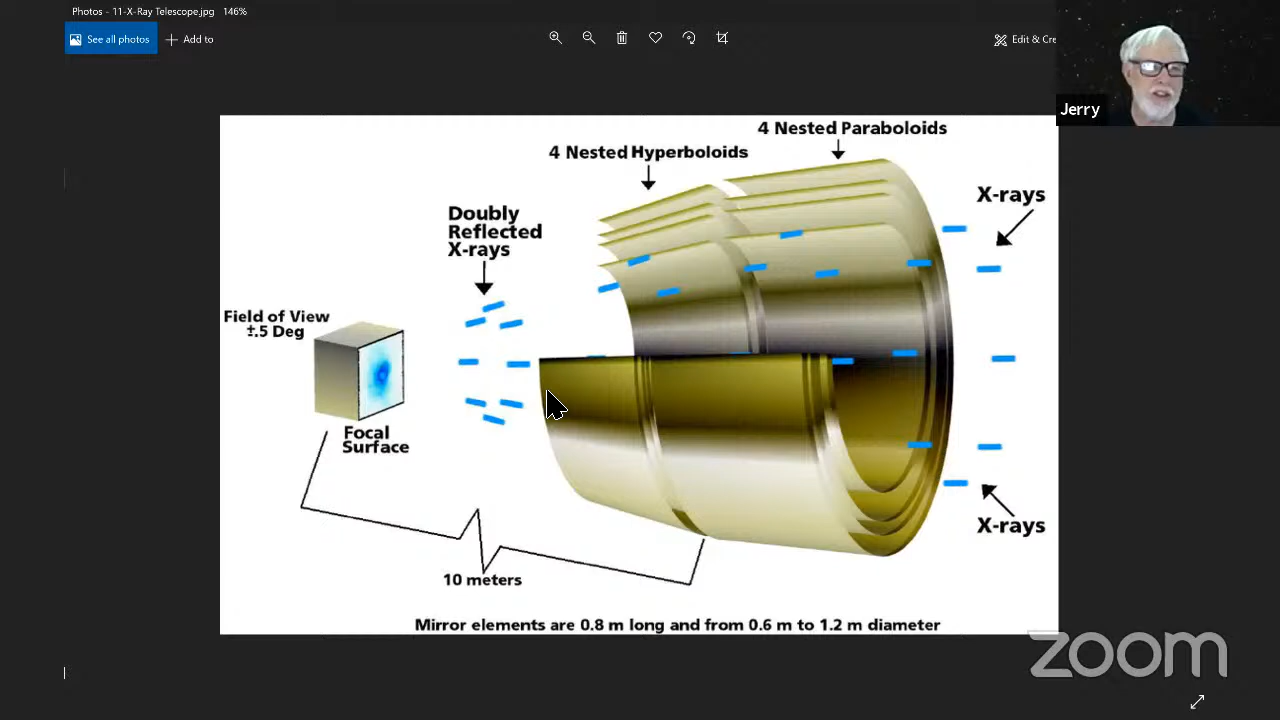 Photos - 11-X-Ray Telescope.jpg 146%
See all photos
Add to
Edit & Cre
Jerry
4 Nested Paraboloids
4 Nested Hyperboloids
X-rays
Doubly
Reflected
X-rays
Field of View
±.5 Deg
Focal
Surface
X-rays
10 meters
Mirror elements are 0.8 m long and from 0.6 m to 1.2 m diameter
zoom